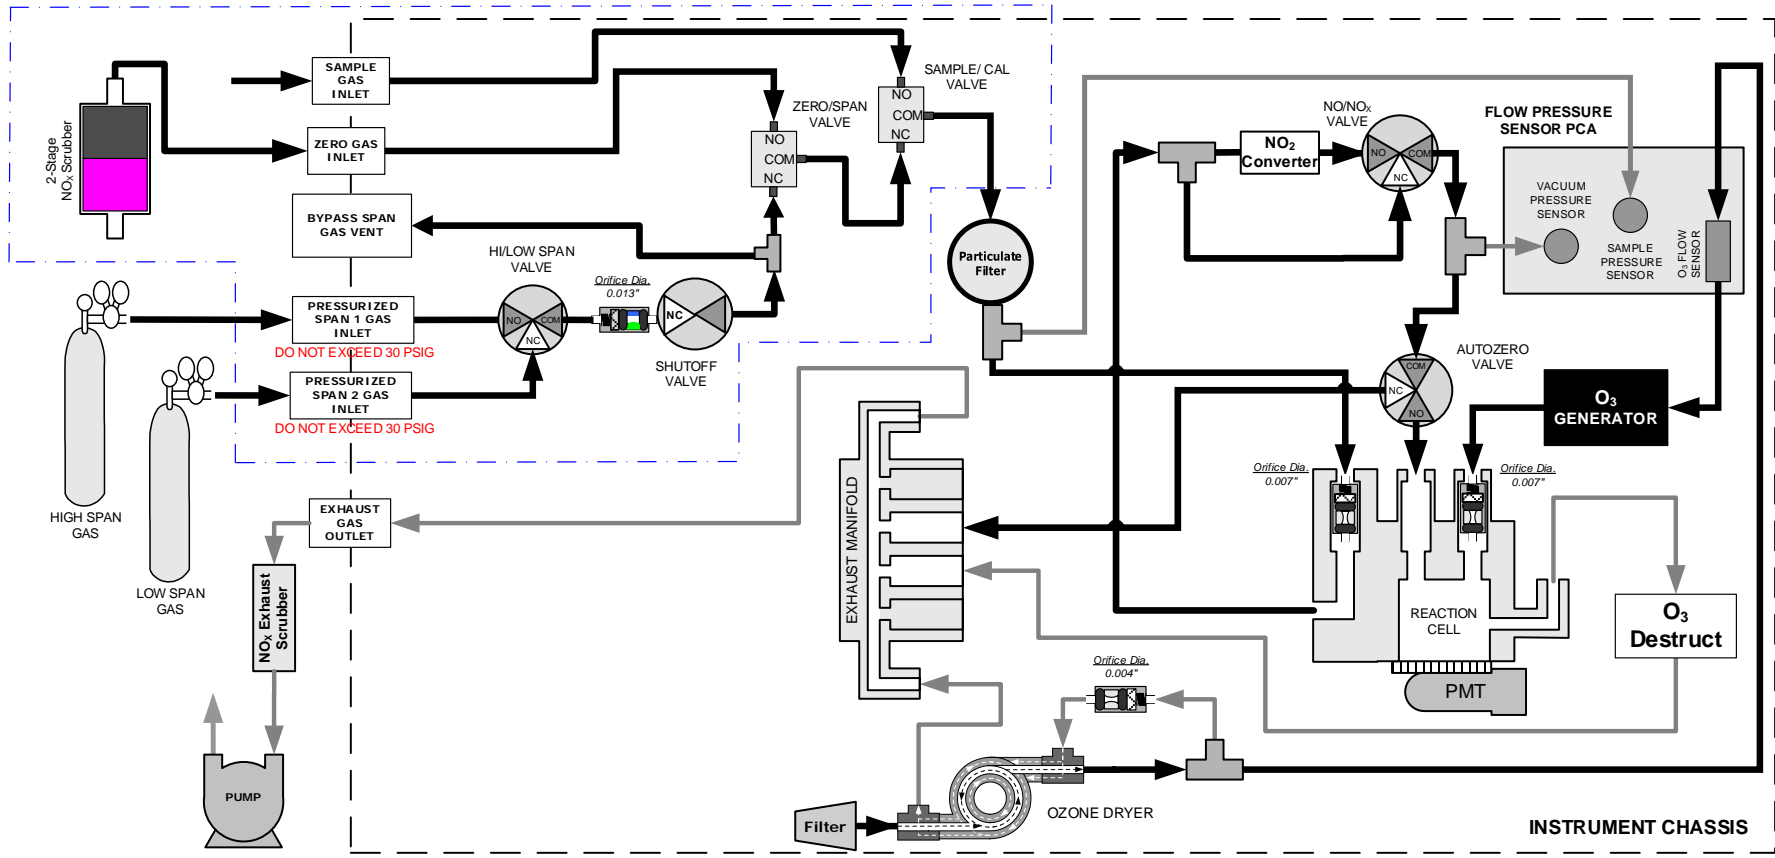 SAMPLE
GAS
INLET
SAMPLE/ CAL
VALVE
NO
COM
NC
2-Stage
NOX Scrubber
ZERO GAS
INLET
ZERO/SPAN
VALVE
NO
COM
NC
BYPASS SPAN
GAS VENT
HI/LOW SPAN
VALVE
NO
COM
NC
Orifice Dia.
0.013"
NC
SHUTOFF
VALVE
PRESSURIZED
SPAN 1 GAS
INLET
DO NOT EXCEED 30 PSIG
PRESSURIZED
SPAN 2 GAS
INLET
DO NOT EXCEED 30 PSIG
HIGH SPAN
GAS
LOW SPAN
GAS
EXHAUST
GAS
OUTLET
NOX Exhaust
Scrubber
PUMP
Particulate
Filter
NO/NOX
VALVE
NO2
Converter
NO
COM
NC
FLOW PRESSURE
SENSOR PCA
VACUUM
PRESSURE
SENSOR
SAMPLE
PRESSURE
SENSOR
O3 FLOW
SENSOR
AUTOZERO
VALVE
COM
NC
NO
O3
GENERATOR
Orifice Dia.
0.007"
Orifice Dia.
0.007"
EXHAUST MANIFOLD
REACTION
CELL
PMT
O3
Destruct
Orifice Dia.
0.004"
OZONE DRYER
Filter
INSTRUMENT CHASSIS